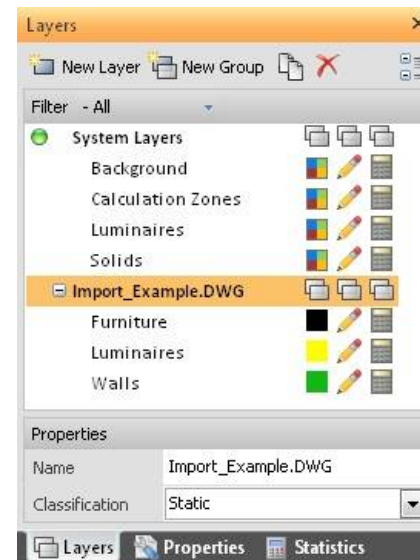 Layers
New Layer New Group
Filter - All
System Layers
Background
Calculation Zones
Luminaires
Solids
Import_Example.DWG
Furniture
Luminaires
Walls
Properties
Name Import_Example.DWG
Classification Static
Layers Properties Statistics